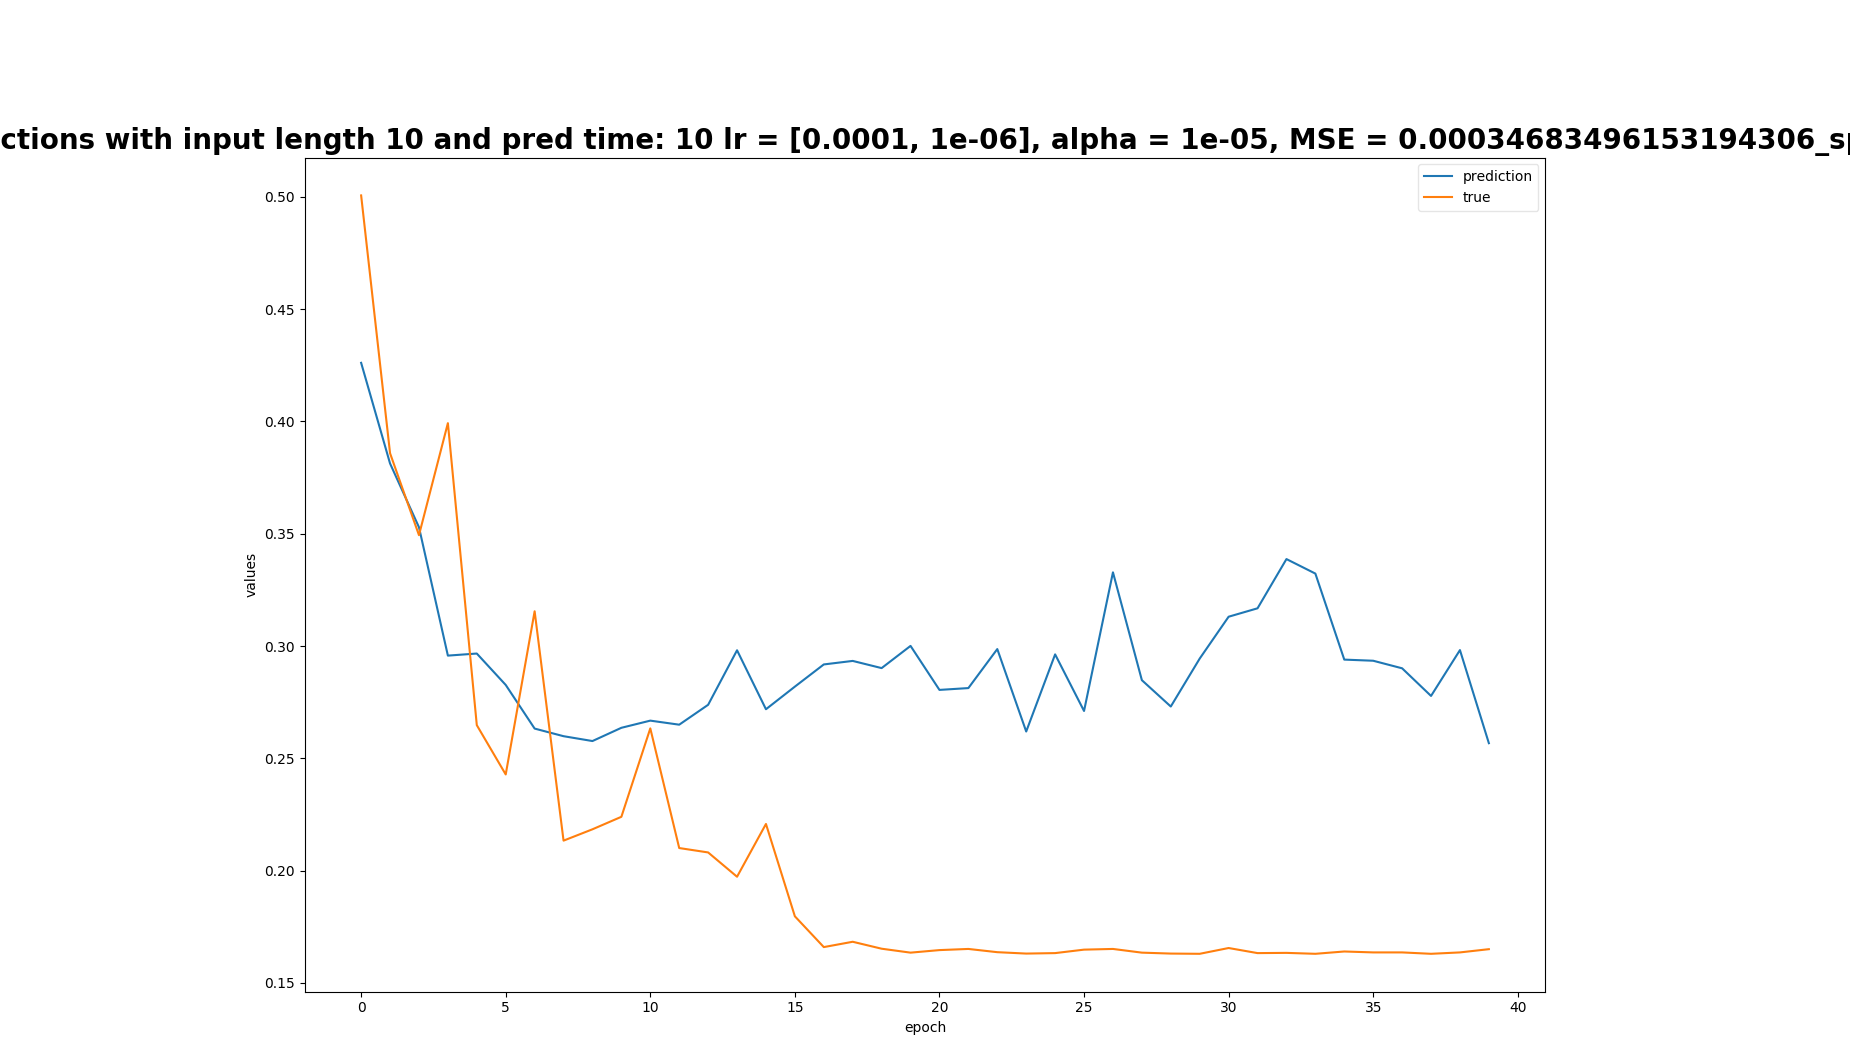 ctions with input length 10 and pred time: 10 lr = [0.0001, 1e-06], alpha = 1e-05, MSE = 0.00034683496153194306_sp
prediction
true
0.50
0.45
0.40
0.35
0.30
0.25
0.20
0.15
values
0 5 10 15 20 25 30 35 40
epoch